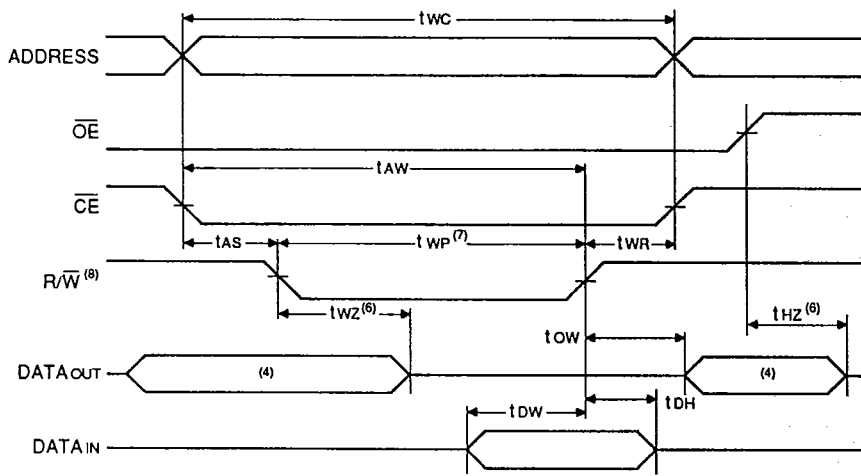 tWC
ADDRESS
OE
tAW
CE
tAS tWP(7) tWR
R/W(8)
tWZ(6) tOW tHZ(6)
DATAOUT (4) (4)
tDW tDH
DATAIN